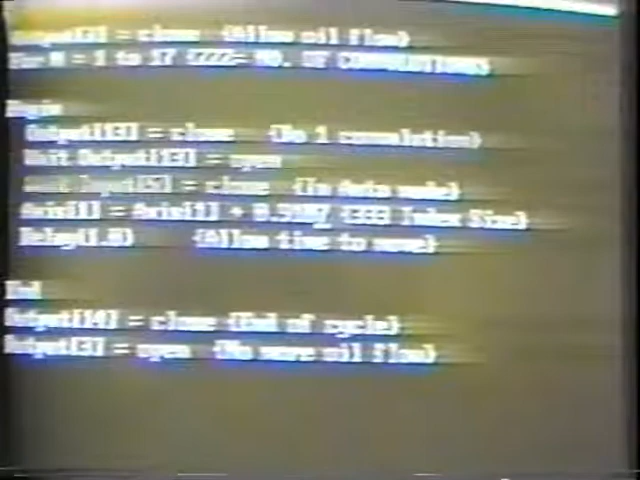 Output[3] = close {Allow oil flow}
For N = 1 to 17 {222= NO. OF CONVOLUTIONS}
Begin
Output[13] = close {Do 1 convolution}
Wait Output[13] = open
wait Input[5] = close {in Auto mode}
Axis[1] = Axis[1] + {333 Index Size}
Delay(1.0) {Allow time to move}
End
Output[14] = close {End of cycle}
Output[3] = open {No more oil flow}